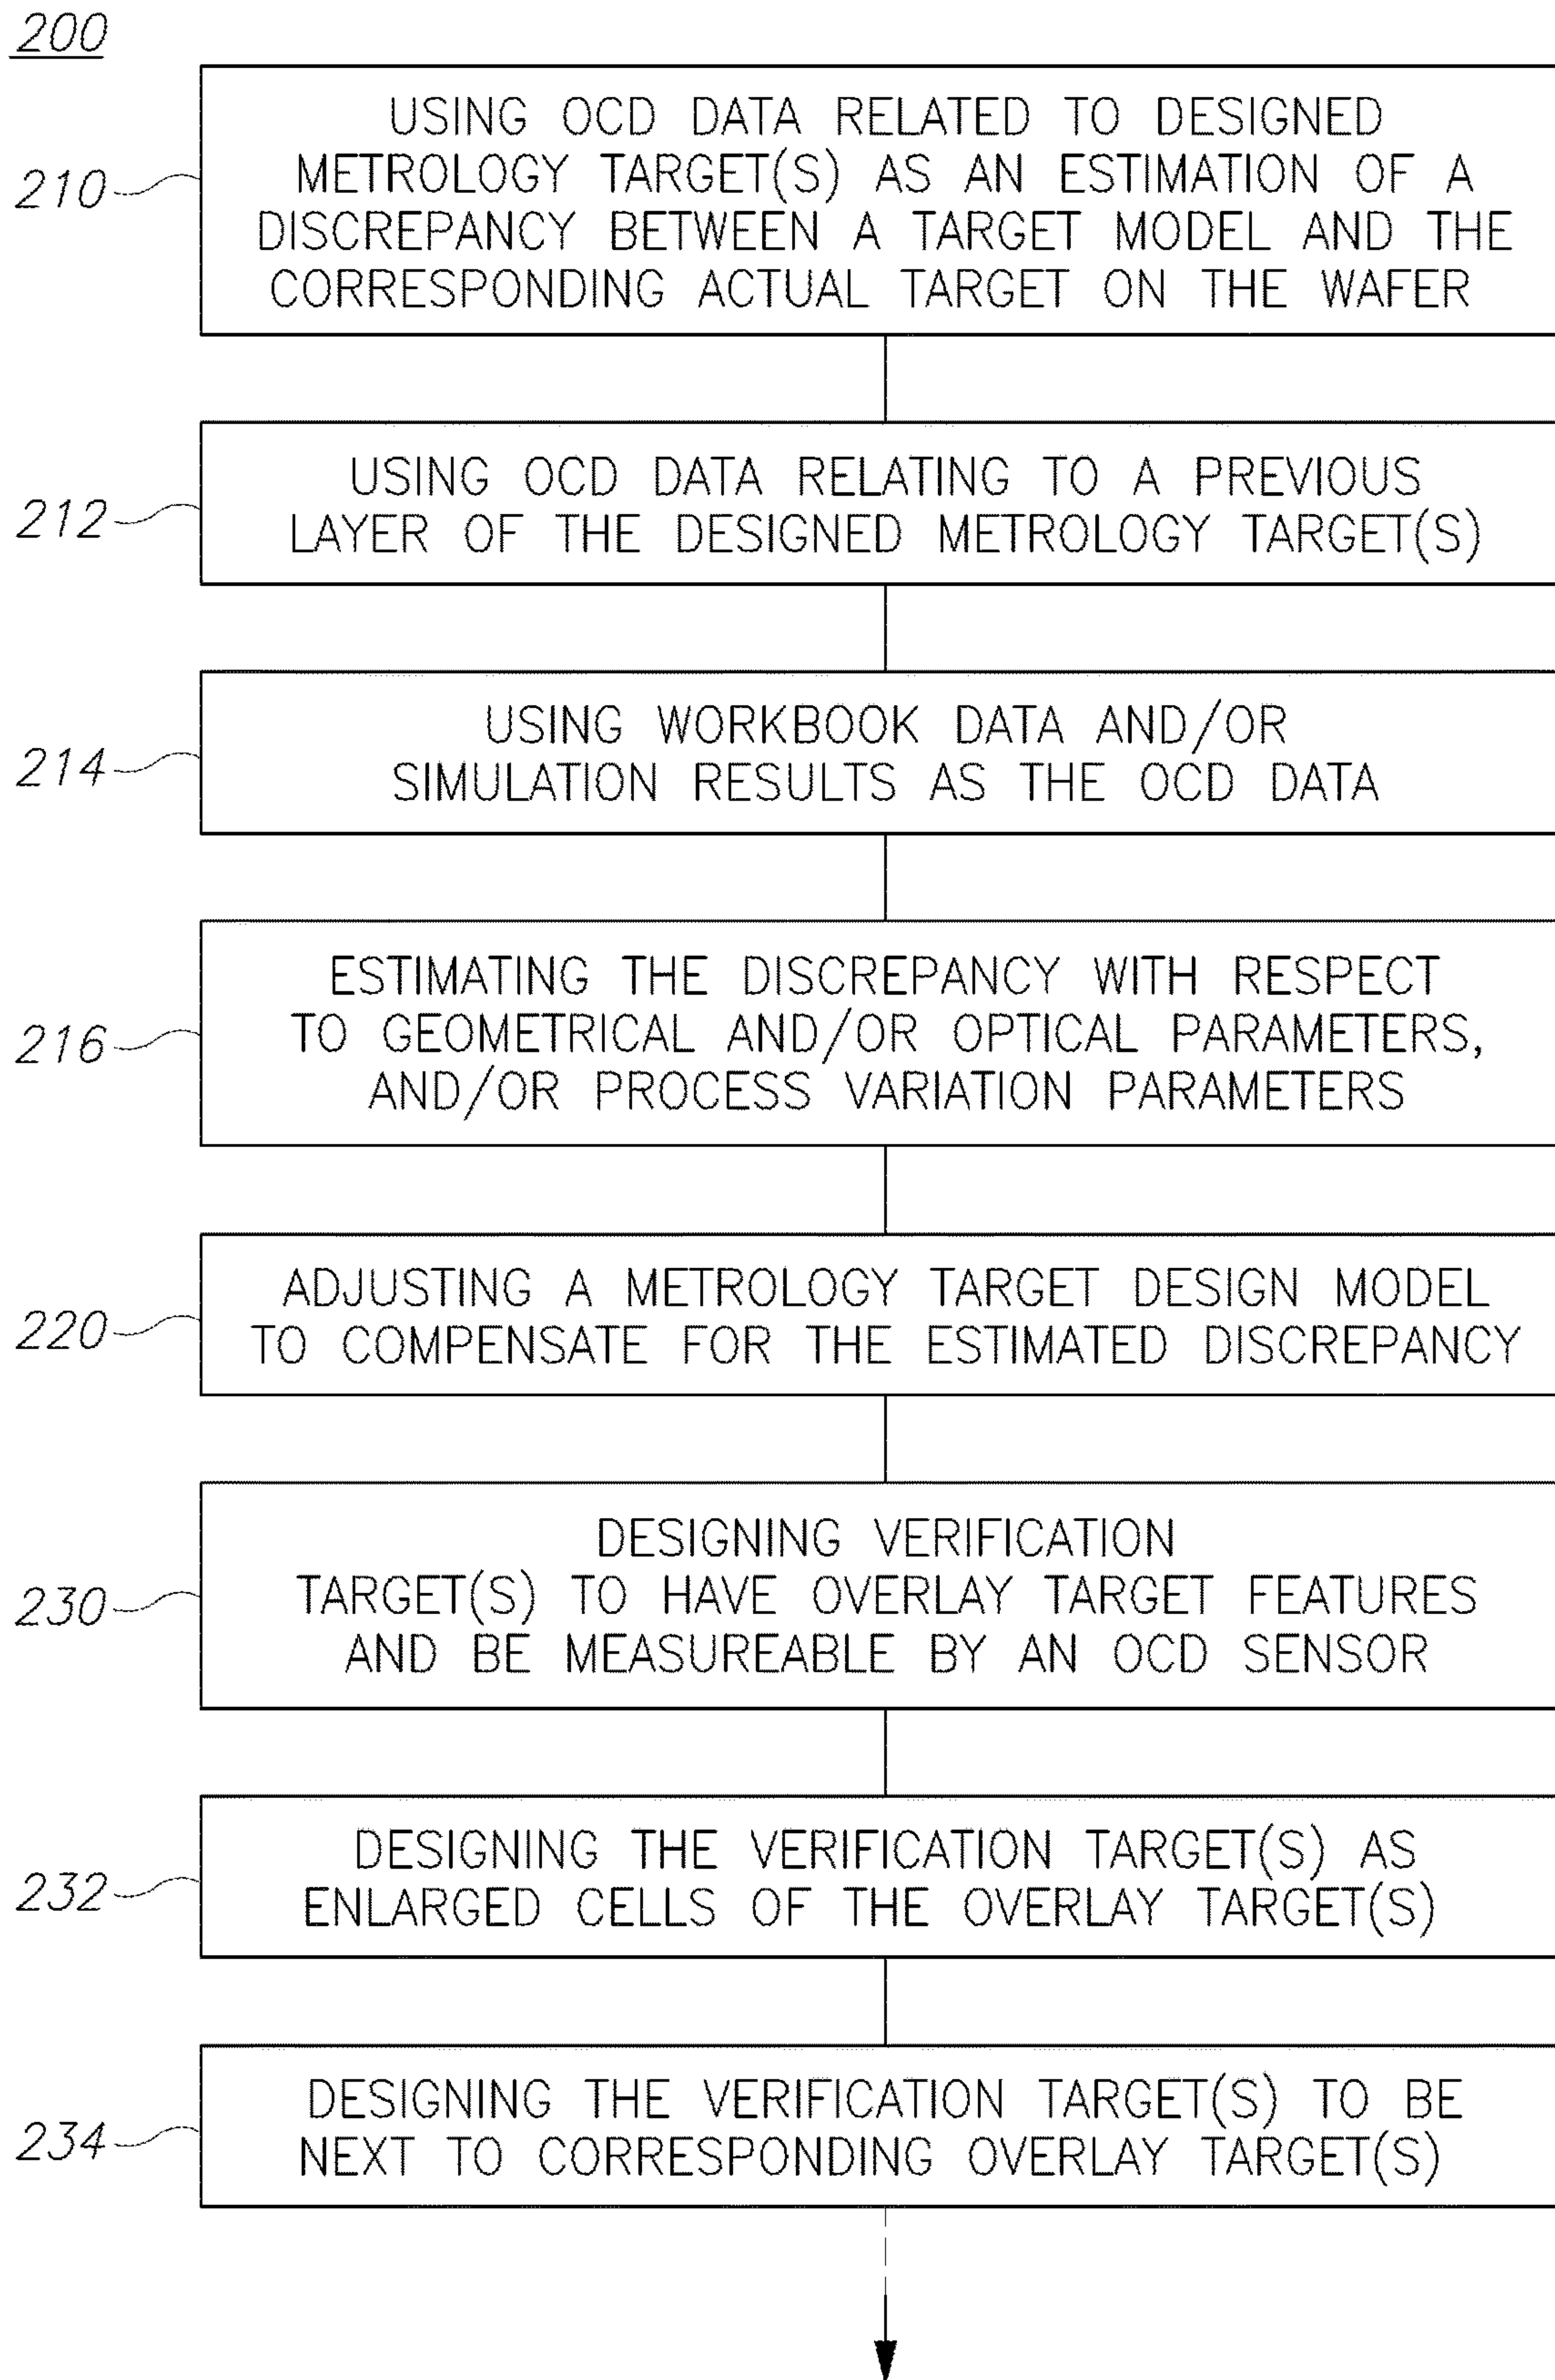 200
210
USING OCD DATA RELATED TO DESIGNED
METROLOGY TARGET(S) AS AN ESTIMATION OF A
DISCREPANCY BETWEEN A TARGET MODEL AND THE
CORRESPONDING ACTUAL TARGET ON THE WAFER
212
USING OCD DATA RELATING TO A PREVIOUS
LAYER OF THE DESIGNED METROLOGY TARGET(S)
214
USING WORKBOOK DATA AND/OR
SIMULATION RESULTS AS THE OCD DATA
216
ESTIMATING THE DISCREPANCY WITH RESPECT
TO GEOMETRICAL AND/OR OPTICAL PARAMETERS,
AND/OR PROCESS VARIATION PARAMETERS
220
ADJUSTING A METROLOGY TARGET DESIGN MODEL
TO COMPENSATE FOR THE ESTIMATED DISCREPANCY
230
DESIGNING VERIFICATION
TARGET(S) TO HAVE OVERLAY TARGET FEATURES
AND BE MEASUREABLE BY AN OCD SENSOR
232
DESIGNING THE VERIFICATION TARGET(S) AS
ENLARGED CELLS OF THE OVERLAY TARGET(S)
234
DESIGNING THE VERIFICATION TARGET(S) TO BE
NEXT TO CORRESPONDING OVERLAY TARGET(S)